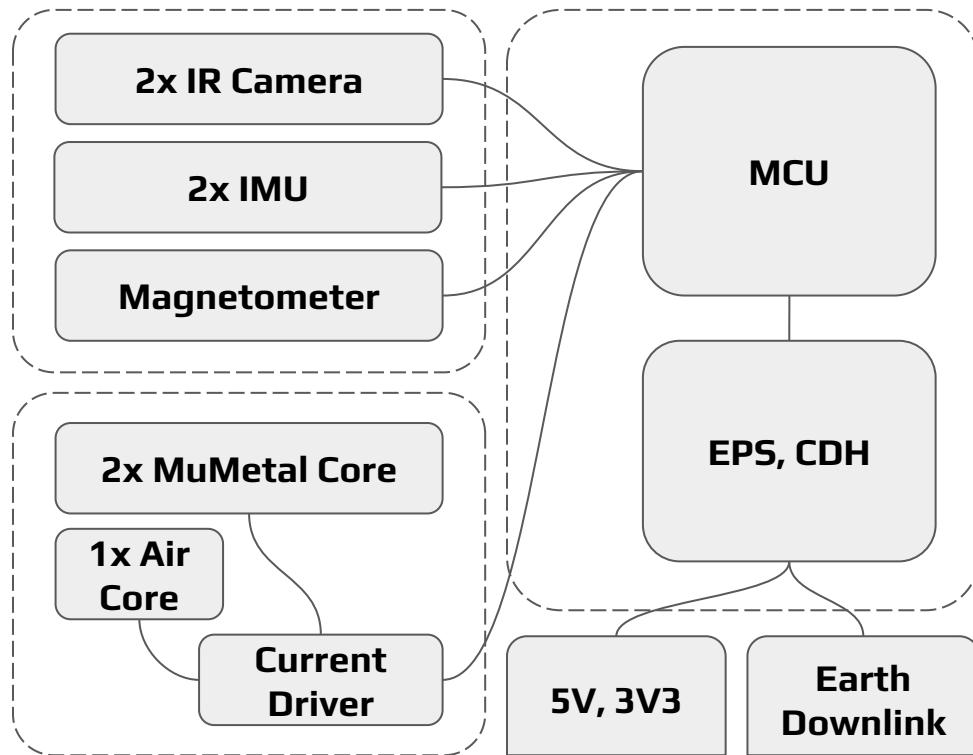 2x IR Camera
2x IMU
Magnetometer
MCU
EPS, CDH
2x MuMetal Core
1x Air
Core
Current
Driver
5V, 3V3
Earth
Downlink